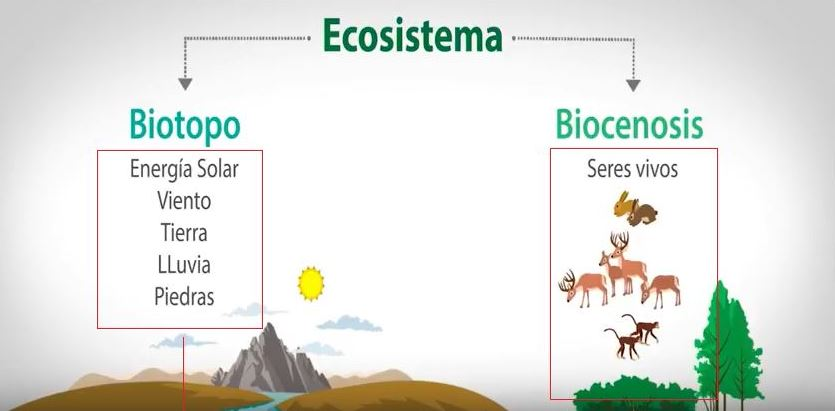 Ecosistema
Biotopo
Energía Solar
Viento
Tierra
LLuvia
Piedras
Biocenosis
Seres vivos